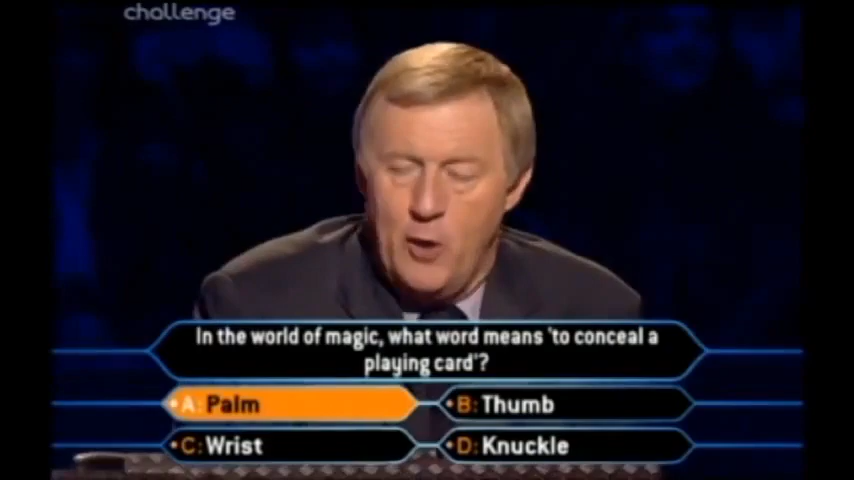 challenge
In the world of magic, what word means 'to conceal a
playing card'?
A: Palm
B: Thumb
C: Wrist
D: Knuckle